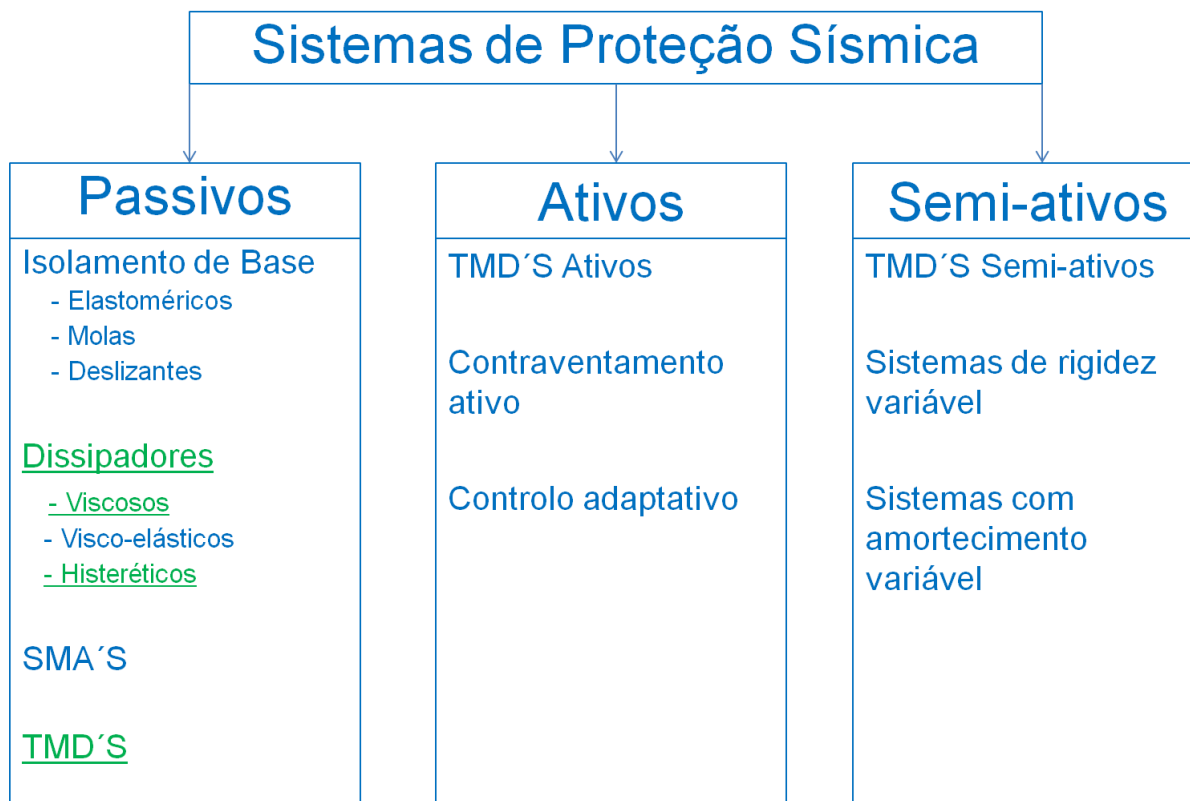 Sistemas de Proteção Sísmica
Passivos
Isolamento de Base
- Elastoméricos
- Molas
- Deslizantes
Dissipadores
- Viscosos
- Visco-elásticos
- Histeréticos
SMA´S
TMD´S
Ativos
TMD´S Ativos
Contraventamento
ativo
Controlo adaptativo
Semi-ativos
TMD´S Semi-ativos
Sistemas de rigidez
variável
Sistemas com
amortecimento
variável